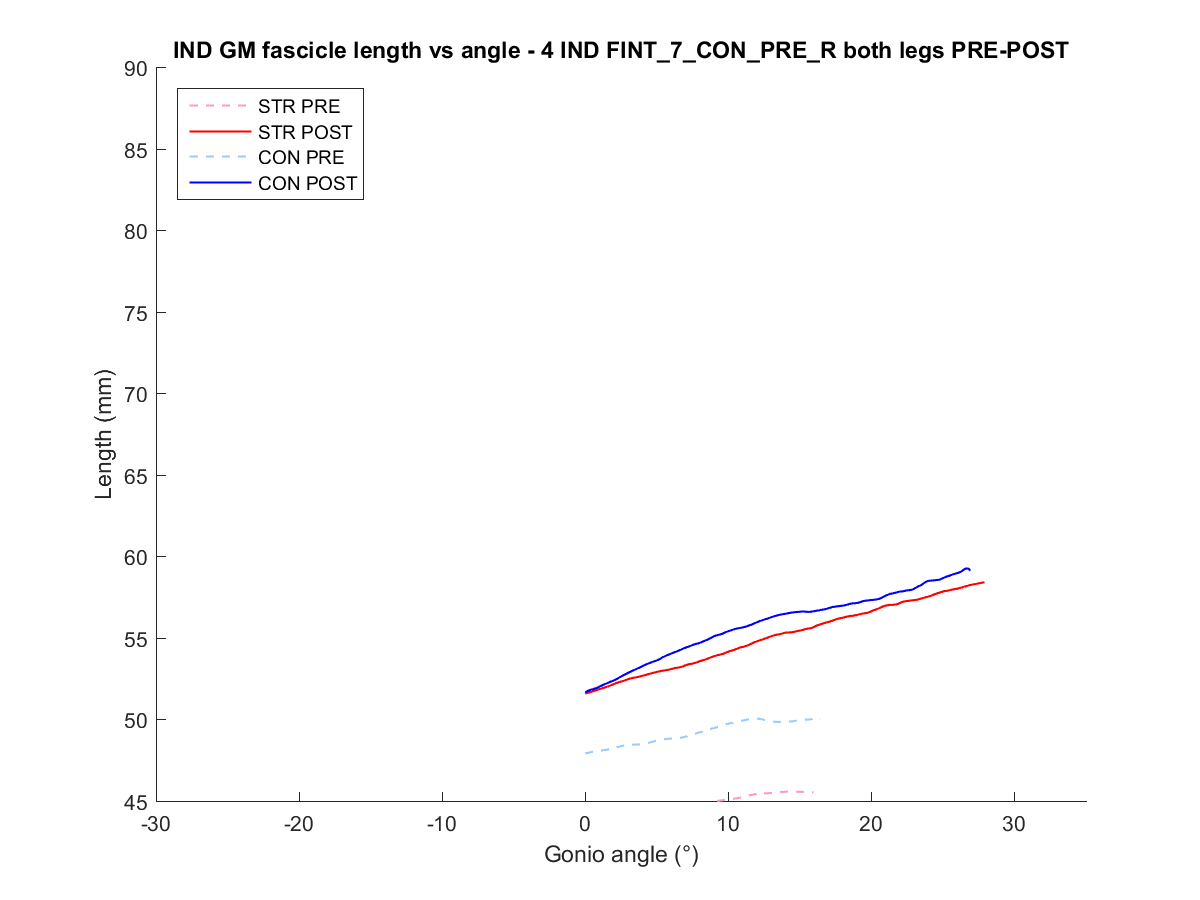 IND GM fascicle length vs angle - 4 IND FINT_7_CON_PRE_R both legs PRE-POST
90
85
80
75
70
65
60
55
50
45
Length (mm)
STR PRE
STR POST
CON PRE
CON POST
-30
-20
-10
0
10
20
30
Gonio angle (°)